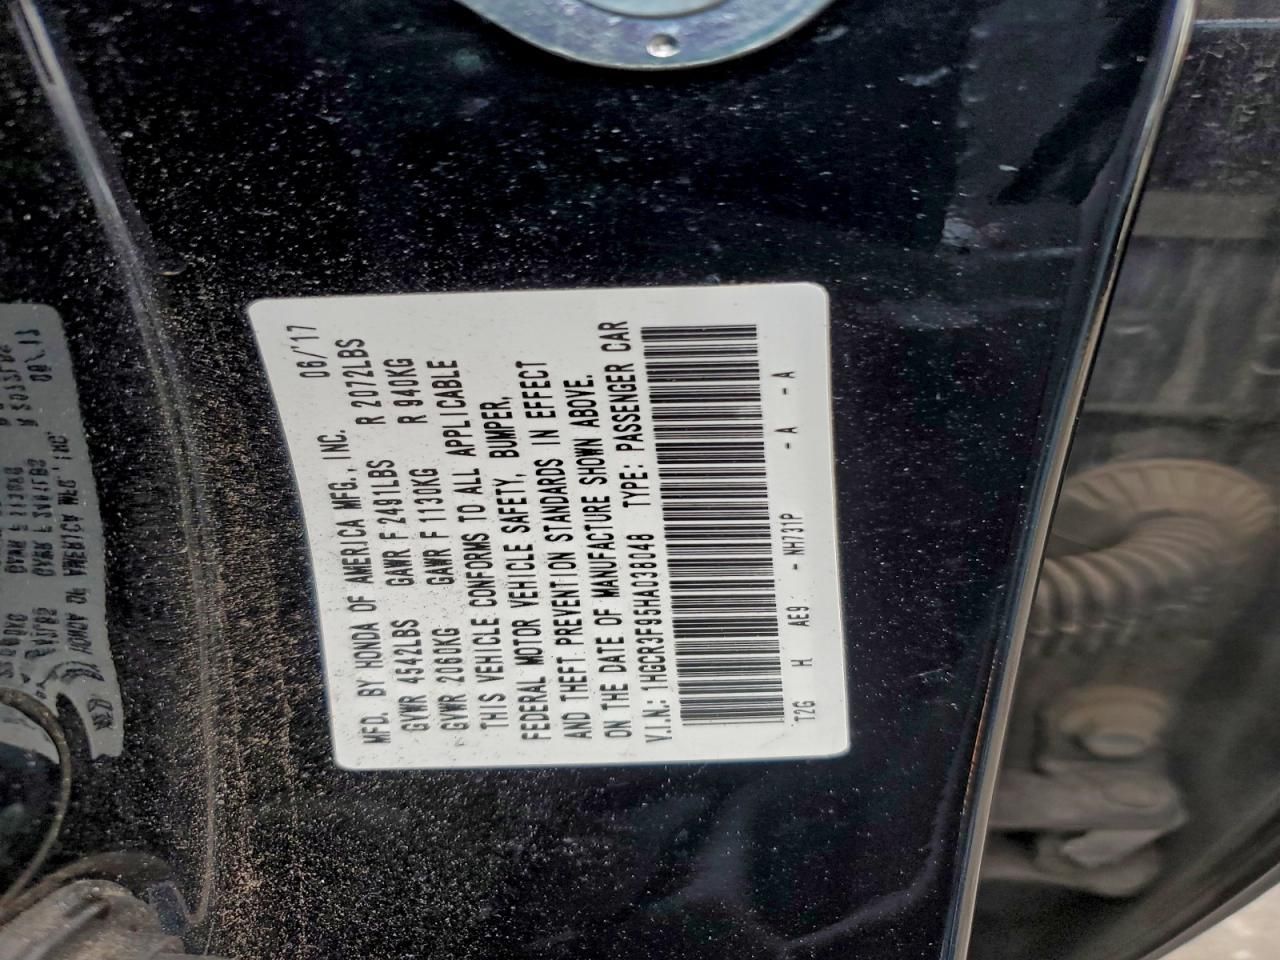 MFD. BY HONDA OF AMERICA MFG., INC. 06/'17
GVWR 4542LBS GAWR F 2491LBS R 2072LBS
GVWR 2060KG GAWR F 1130KG R 940KG
THIS VEHICLE CONFORMS TO ALL APPLICABLE
FEDERAL MOTOR VEHICLE SAFETY, BUMPER,
AND THEFT PREVENTION STANDARDS IN EFFECT
ON THE DATE OF MANUFACTURE SHOWN ABOVE.
V.I.N.: 1HGCR3F95HA038048 TYPE: PASSENGER CAR
T2G H AE9 - NH731P - A - A